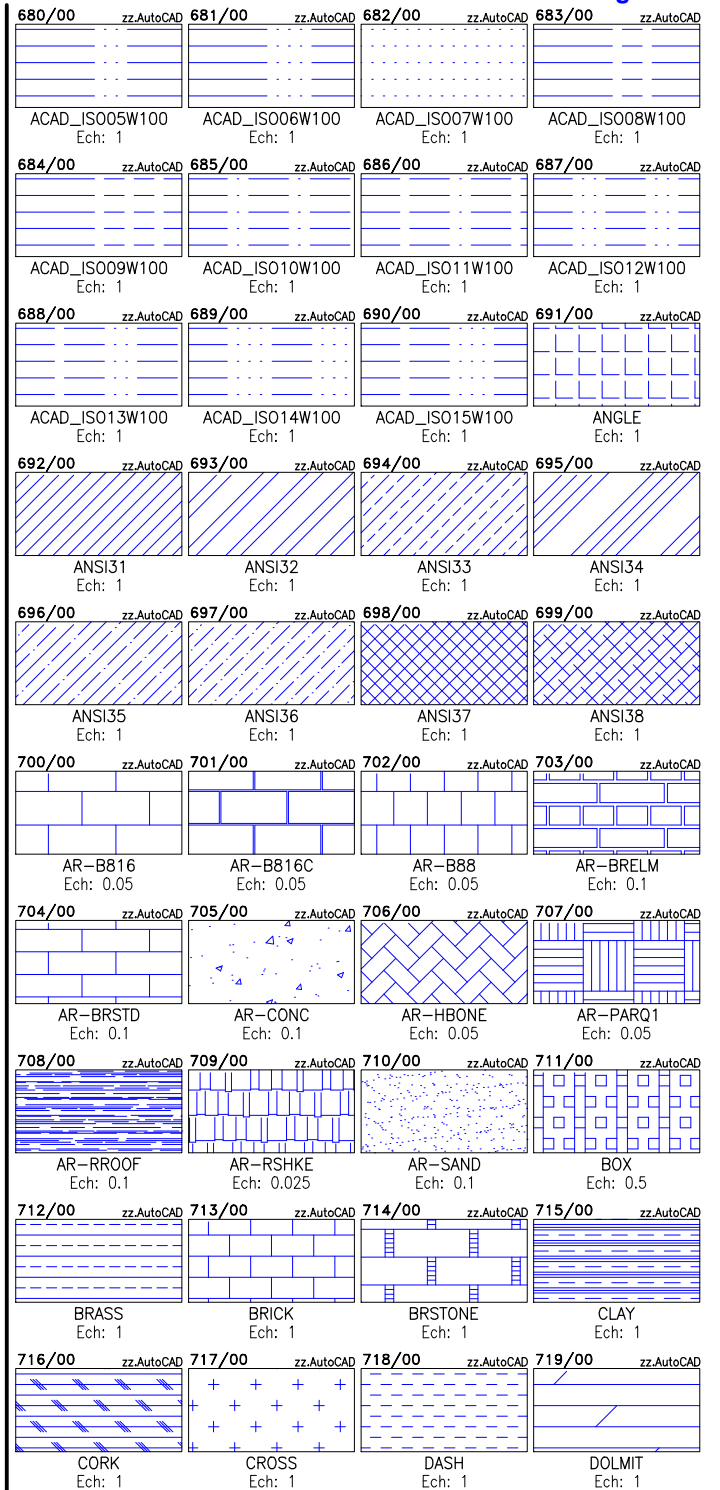 680/00 zz.AutoCAD 681/00 zz.AutoCAD 682/00 zz.AutoCAD 683/00 zz.AutoCAD
ACAD_ISO05W100 ACAD_ISO06W100 ACAD_ISO07W100 ACAD_ISO08W100
Ech: 1 Ech: 1 Ech: 1 Ech: 1
684/00 zz.AutoCAD 685/00 zz.AutoCAD 686/00 zz.AutoCAD 687/00 zz.AutoCAD
ACAD_ISO09W100 ACAD_ISO10W100 ACAD_ISO11W100 ACAD_ISO12W100
Ech: 1 Ech: 1 Ech: 1 Ech: 1
688/00 zz.AutoCAD 689/00 zz.AutoCAD 690/00 zz.AutoCAD 691/00 zz.AutoCAD
ACAD_ISO13W100 ACAD_ISO14W100 ACAD_ISO15W100 ANGLE
Ech: 1 Ech: 1 Ech: 1 Ech: 1
692/00 zz.AutoCAD 693/00 zz.AutoCAD 694/00 zz.AutoCAD 695/00 zz.AutoCAD
ANSI31 ANSI32 ANSI33 ANSI34
Ech: 1 Ech: 1 Ech: 1 Ech: 1
696/00 zz.AutoCAD 697/00 zz.AutoCAD 698/00 zz.AutoCAD 699/00 zz.AutoCAD
ANSI35 ANSI36 ANSI37 ANSI38
Ech: 1 Ech: 1 Ech: 1 Ech: 1
700/00 zz.AutoCAD 701/00 zz.AutoCAD 702/00 zz.AutoCAD 703/00 zz.AutoCAD
AR-B816 AR-B816C AR-B88 AR-BRELM
Ech: 0.05 Ech: 0.05 Ech: 0.05 Ech: 0.1
704/00 zz.AutoCAD 705/00 zz.AutoCAD 706/00 zz.AutoCAD 707/00 zz.AutoCAD
AR-BRSTD AR-CONC AR-HBONE AR-PARQ1
Ech: 0.1 Ech: 0.1 Ech: 0.05 Ech: 0.05
708/00 zz.AutoCAD 709/00 zz.AutoCAD 710/00 zz.AutoCAD 711/00 zz.AutoCAD
AR-RROOF AR-RSHKE AR-SAND BOX
Ech: 0.1 Ech: 0.025 Ech: 0.1 Ech: 0.5
712/00 zz.AutoCAD 713/00 zz.AutoCAD 714/00 zz.AutoCAD 715/00 zz.AutoCAD
BRASS BRICK BRSTONE CLAY
Ech: 1 Ech: 1 Ech: 1 Ech: 1
716/00 zz.AutoCAD 717/00 zz.AutoCAD 718/00 zz.AutoCAD 719/00 zz.AutoCAD
CORK CROSS DASH DOLMIT
Ech: 1 Ech: 1 Ech: 1 Ech: 1